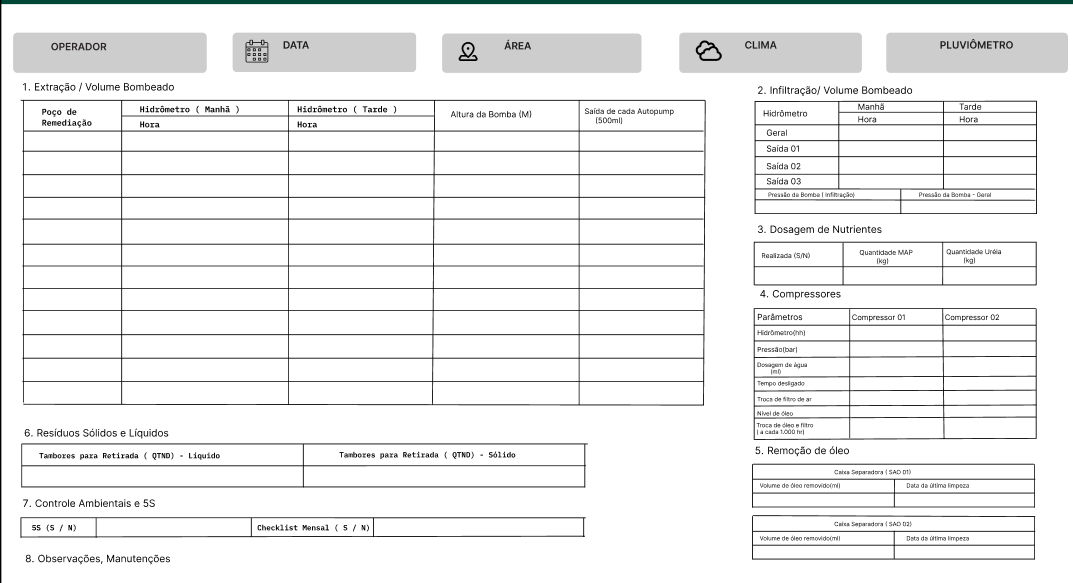 OPERADOR
DATA
ÁREA
CLIMA
PLUVIÔMETRO
1. Extração / Volume Bombeado
Poço de
Remediação
Hidrômetro ( Manhã )
Hidrômetro ( Tarde )
Altura da Bomba (M)
Saída de cada Autopump
(500ml)
Hora
Hora
2. Infiltração/ Volume Bombeado
Hidrômetro
Manhã
Tarde
Hora
Hora
Geral
Saída 01
Saída 02
Saída 03
Pressão da Bomba ( Infiltração)
Pressão da Bomba - Geral
3. Dosagem de Nutrientes
Realizada (S/N)
Quantidade MAP
(kg)
Quantidade Uréia
(kg)
4. Compressores
Parâmetros
Compressor 01
Compressor 02
Hidrômetro(hh)
Pressão(bar)
Dosagem de água
(ml)
Tempo desligado
Troca de filtro de ar
Nível de óleo
Troca de óleo e filtro
( a cada 1.000 hr)
5. Remoção de óleo
Caixa Separadora ( SAO 01)
Volume de óleo removido(ml)
Data da última limpeza
Caixa Separadora ( SAO 02)
Volume de óleo removido(ml)
Data da última limpeza
6. Resíduos Sólidos e Líquidos
Tambores para Retirada ( QTND) - Líquido
Tambores para Retirada ( QTND) - Sólido
7. Controle Ambientais e 5S
5S (S / N)
Checklist Mensal ( S / N)
8. Observações, Manutenções